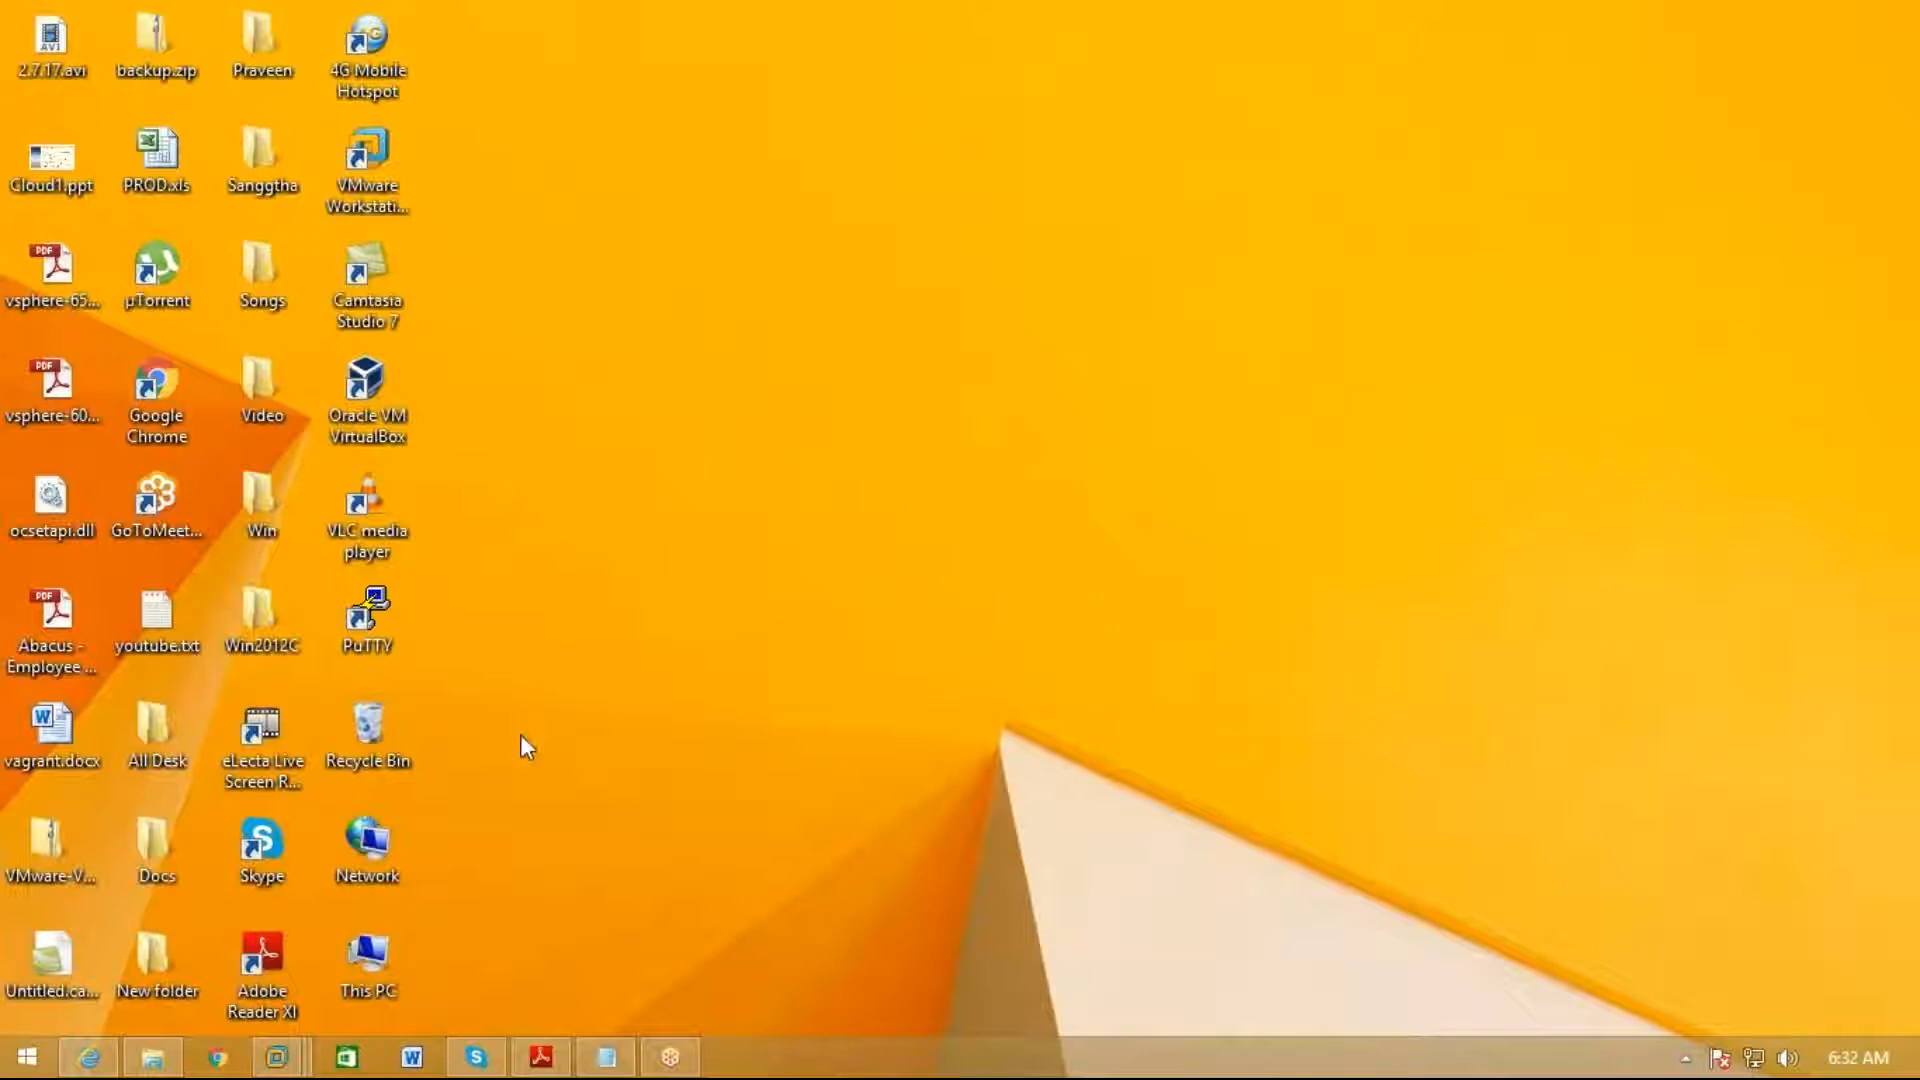 2.7.17.avi
backup.zip
Praveen
4G Mobile
Hotspot
Cloud1.ppt
PROD.xls
Sanggtha
VMware
Workstati...
vsphere-65...
µTorrent
Songs
Camtasia
Studio 7
vsphere-60...
Google
Chrome
Video
Oracle VM
VirtualBox
ocsetapi.dll
GoToMeet...
Win
VLC media
player
Abacus -
Employee ...
youtube.txt
Win2012C
PuTTY
vagrant.docx
All Desk
eLecta Live
Screen R...
Recycle Bin
VMware-V...
Docs
Skype
Network
Untitled.ca...
New folder
Adobe
Reader XI
This PC
6:32 AM